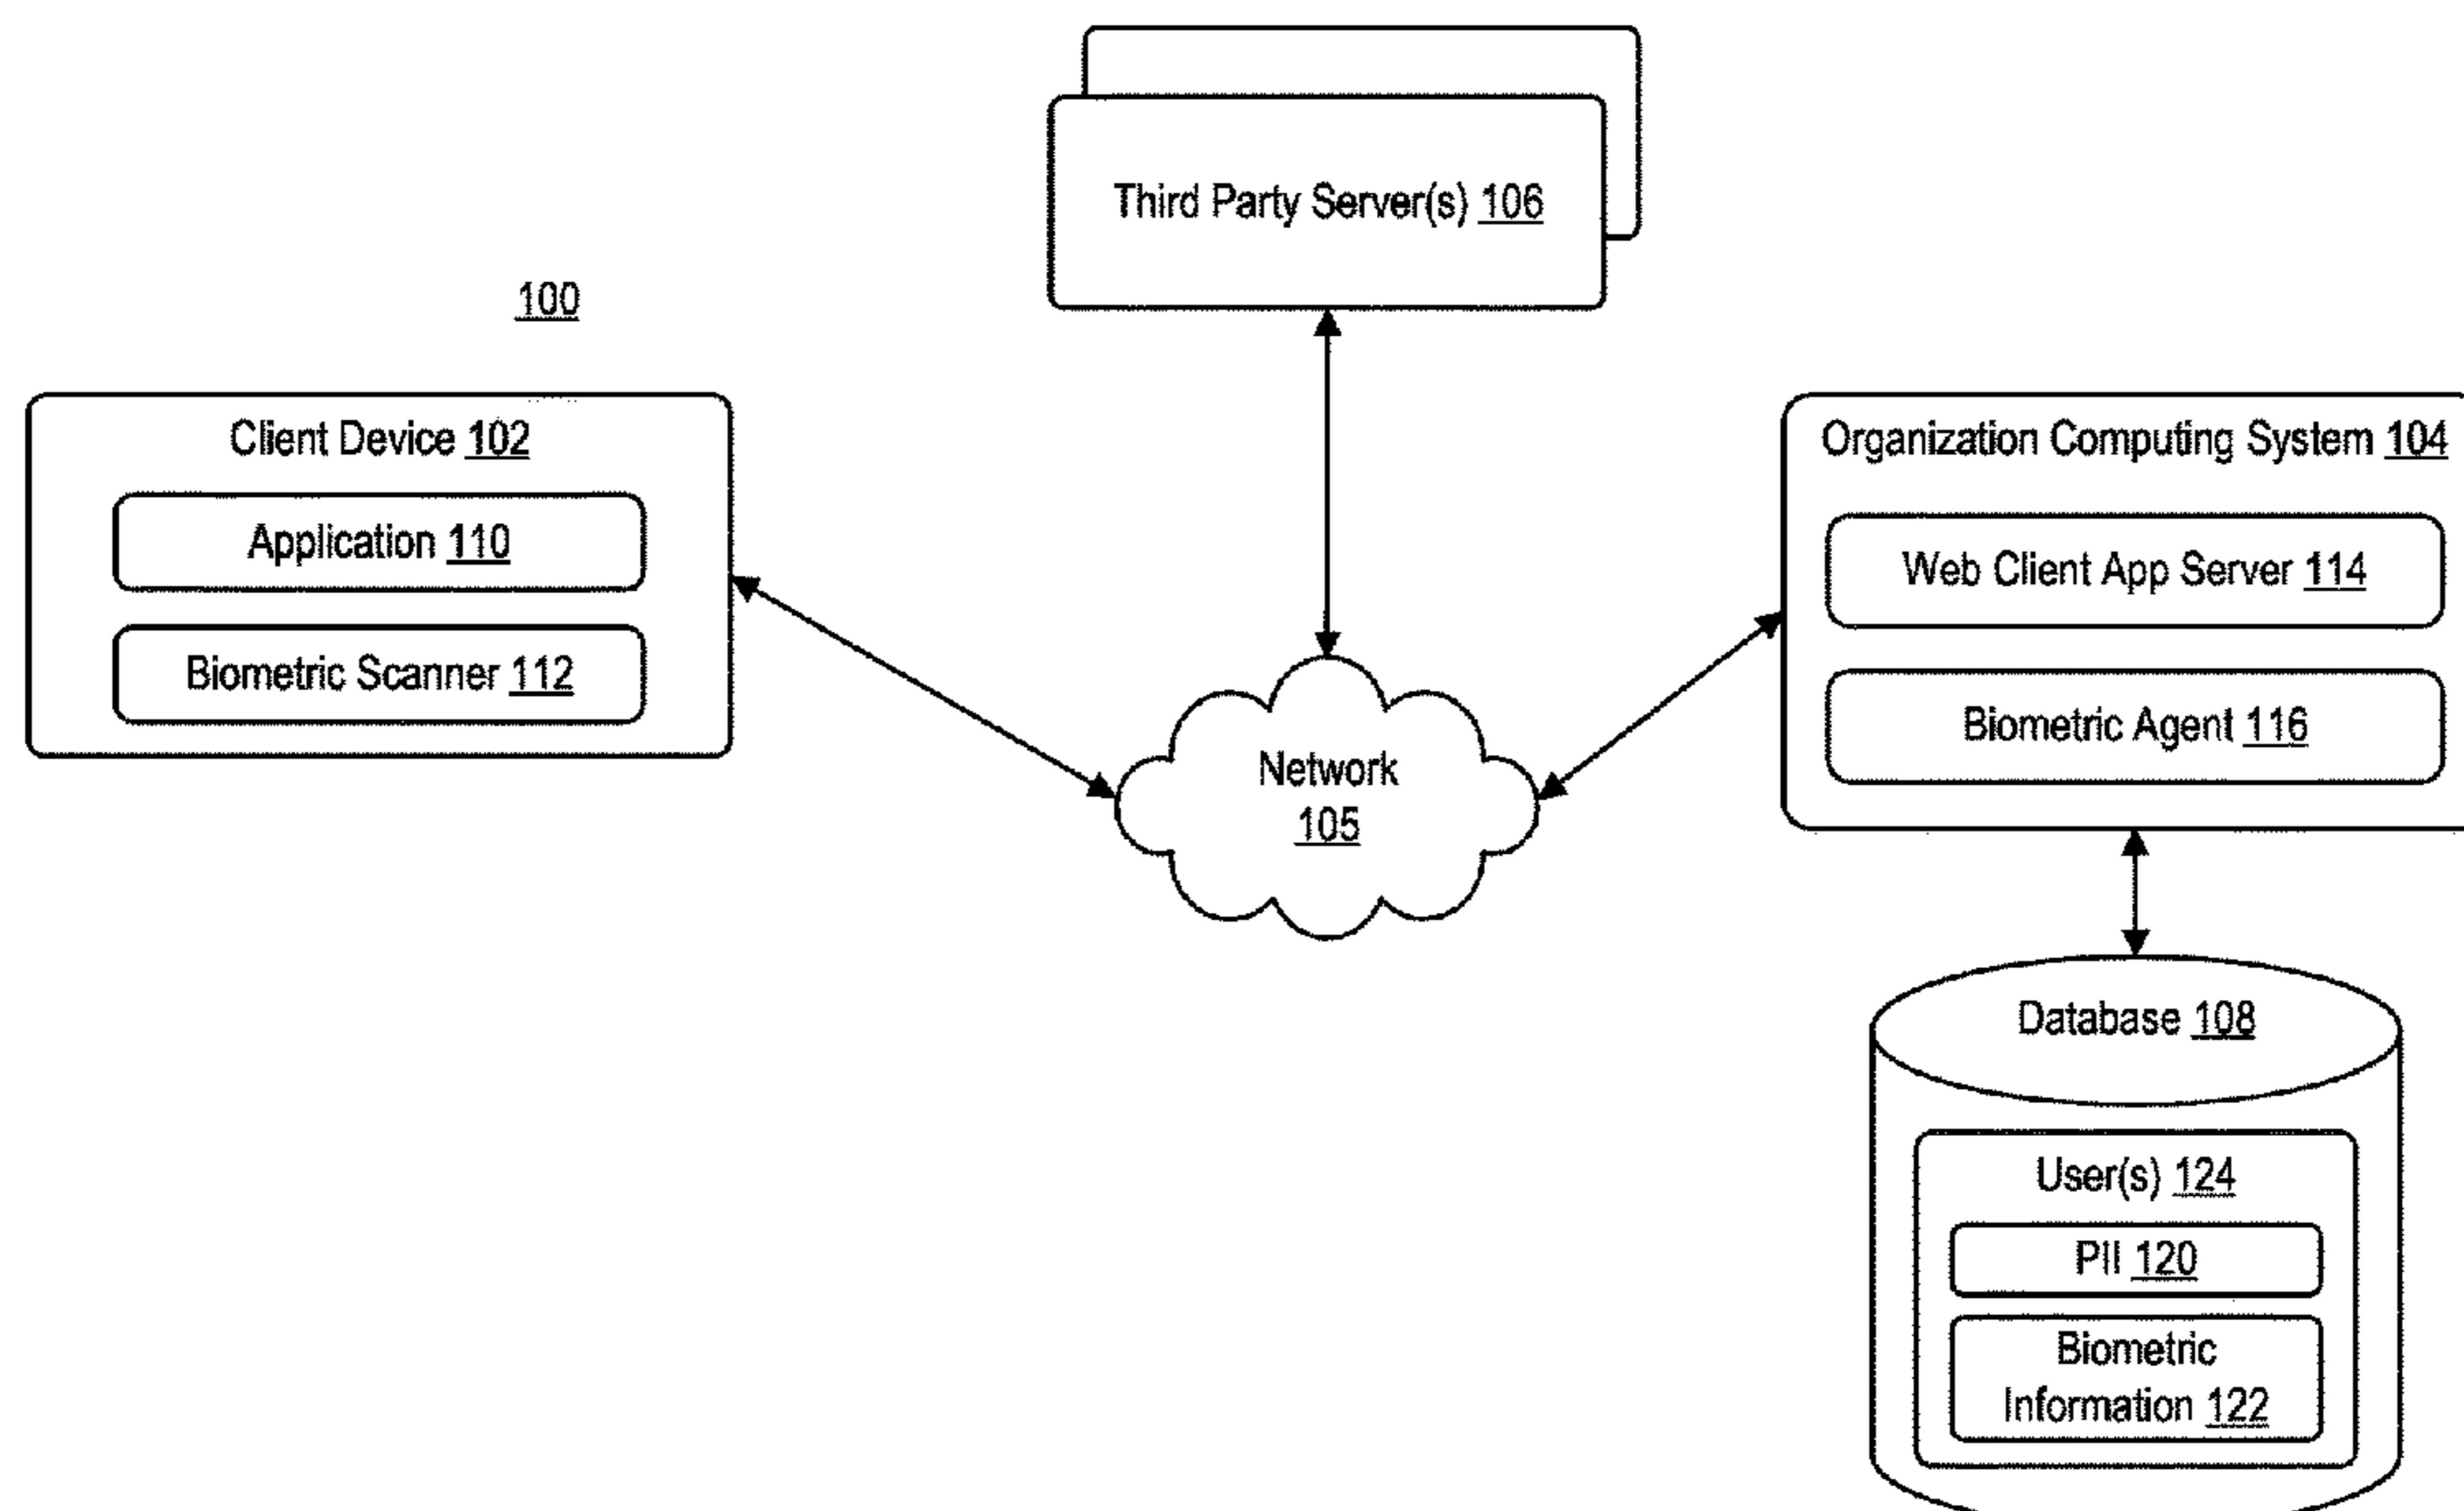 Third Party Server(s) 106
100
Client Device 102
Application 110
Biometric Scanner 112
Organization Computing System 104
Web Client App Server 114
Biometric Agent 116
Network
105
Database 108
User(s) 124
PII 120
Biometric
Information 122